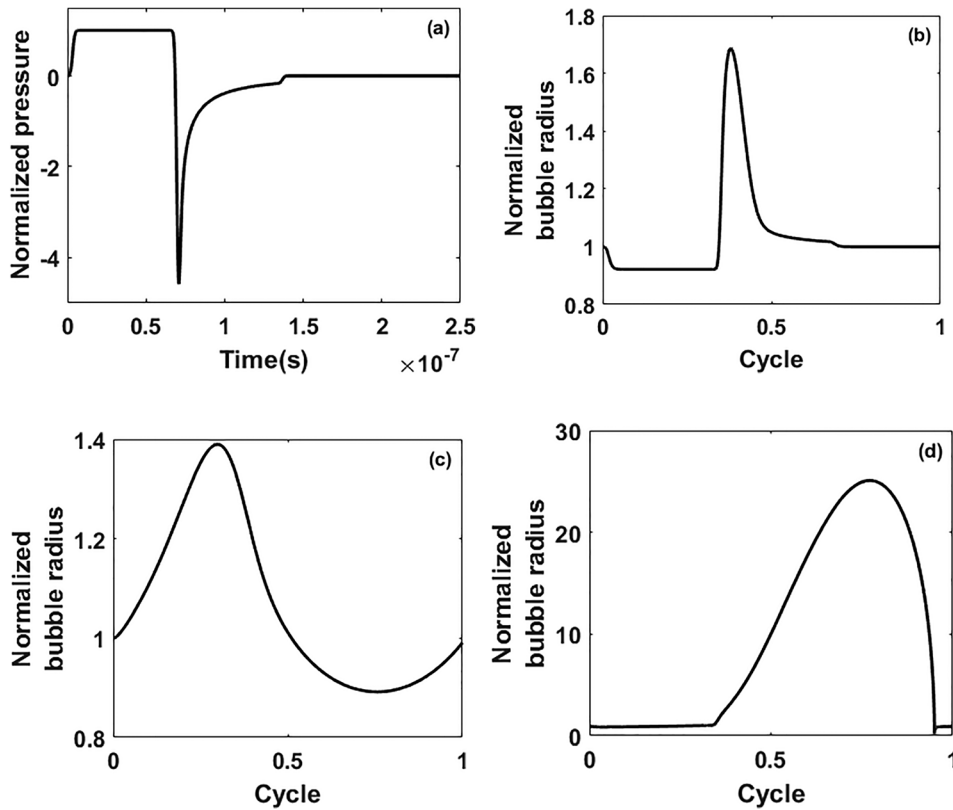 (a)
Normalized pressure
0
-2
-4
0 0.5 1 1.5 2 2.5
Time(s)
×10-7
(b)
Normalized
bubble radius
1.8
1.6
1.4
1.2
1
0.8
0 0.5 1
Cycle
(c)
Normalized
bubble radius
1.4
1.2
1
0.8
0 0.5 1
Cycle
(d)
Normalized
bubble radius
30
20
10
0
0 0.5 1
Cycle